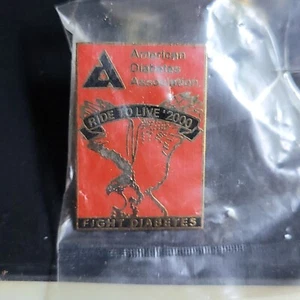 American
Diabetes
Association
RIDE TO LIVE 2000
FIGHT DIABETES